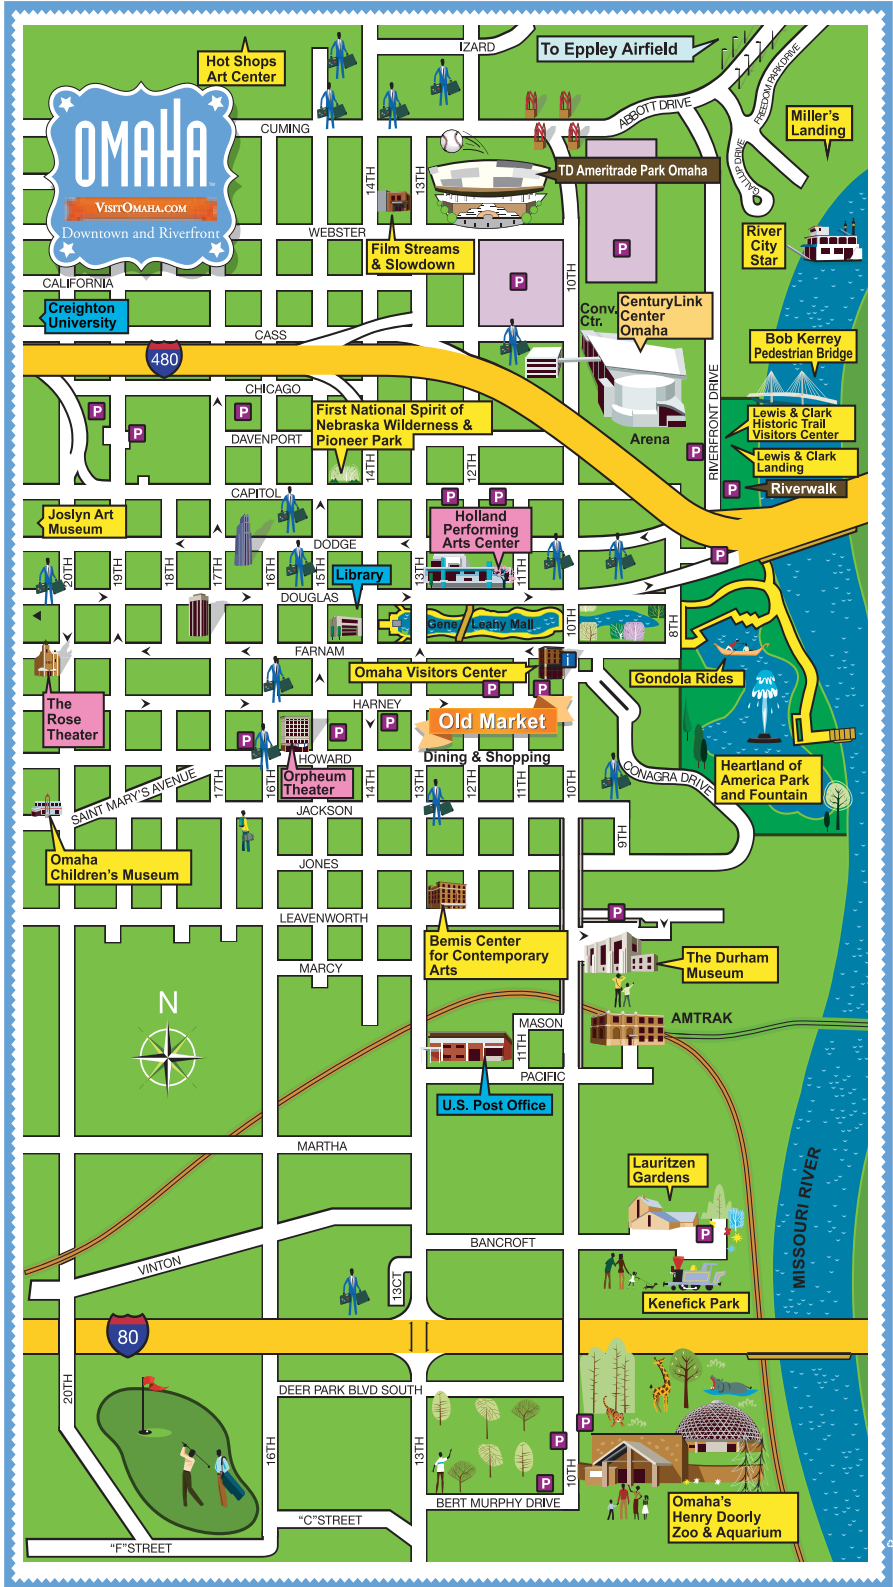 IZARD
To Eppley Airfield
Hot Shops
Art Center
FREEDOM PARK DRIVE
ABBOTT DRIVE
Miller's
Landing
OMAHA
VISITOMAHA.COM
Downtown and Riverfront
CUMING
GALLUP DRIVE
14TH
13TH
TD Ameritrade Park Omaha
WEBSTER
River
City
Star
Film Streams
& Slowdown
P
P
10TH
CALIFORNIA
Creighton
University
Conv.
Ctr.
CenturyLink
Center
Omaha
CASS
480
Bob Kerrey
Pedestrian Bridge
CHICAGO
RIVERFRONT DRIVE
P
P
P
First National Spirit of
Nebraska Wilderness &
Pioneer Park
Lewis & Clark
Historic Trail
Visitors Center
DAVENPORT
Arena
P
14TH
12TH
Lewis & Clark
Landing
CAPITOL
P
P
P
Riverwalk
Joslyn Art
Museum
Holland
Performing
Arts Center
DODGE
P
20TH
19TH
18TH
17TH
16TH
15TH
13TH
11TH
Library
DOUGLAS
Gene Leahy Mall
10TH
8TH
FARNAM
Omaha Visitors Center
i
Gondola Rides
P
P
The
Rose
Theater
HARNEY
Old Market
P
P
P
HOWARD
Dining & Shopping
Orpheum
Theater
Heartland of
America Park
and Fountain
CONAGRA DRIVE
SAINT MARY'S AVENUE
17TH
16TH
14TH
13TH
12TH
11TH
10TH
JACKSON
9TH
Omaha
Children's Museum
JONES
LEAVENWORTH
P
Bemis Center
for Contemporary
Arts
The Durham
Museum
MARCY
N
MASON
AMTRAK
11TH
PACIFIC
U.S. Post Office
MARTHA
Lauritzen
Gardens
MISSOURI RIVER
P
BANCROFT
VINTON
13CT
Kenefick Park
80
20TH
DEER PARK BLVD SOUTH
16TH
13TH
P
P
P
10TH
BERT MURPHY DRIVE
Omaha's
Henry Doorly
Zoo & Aquarium
"C"STREET
"F"STREET